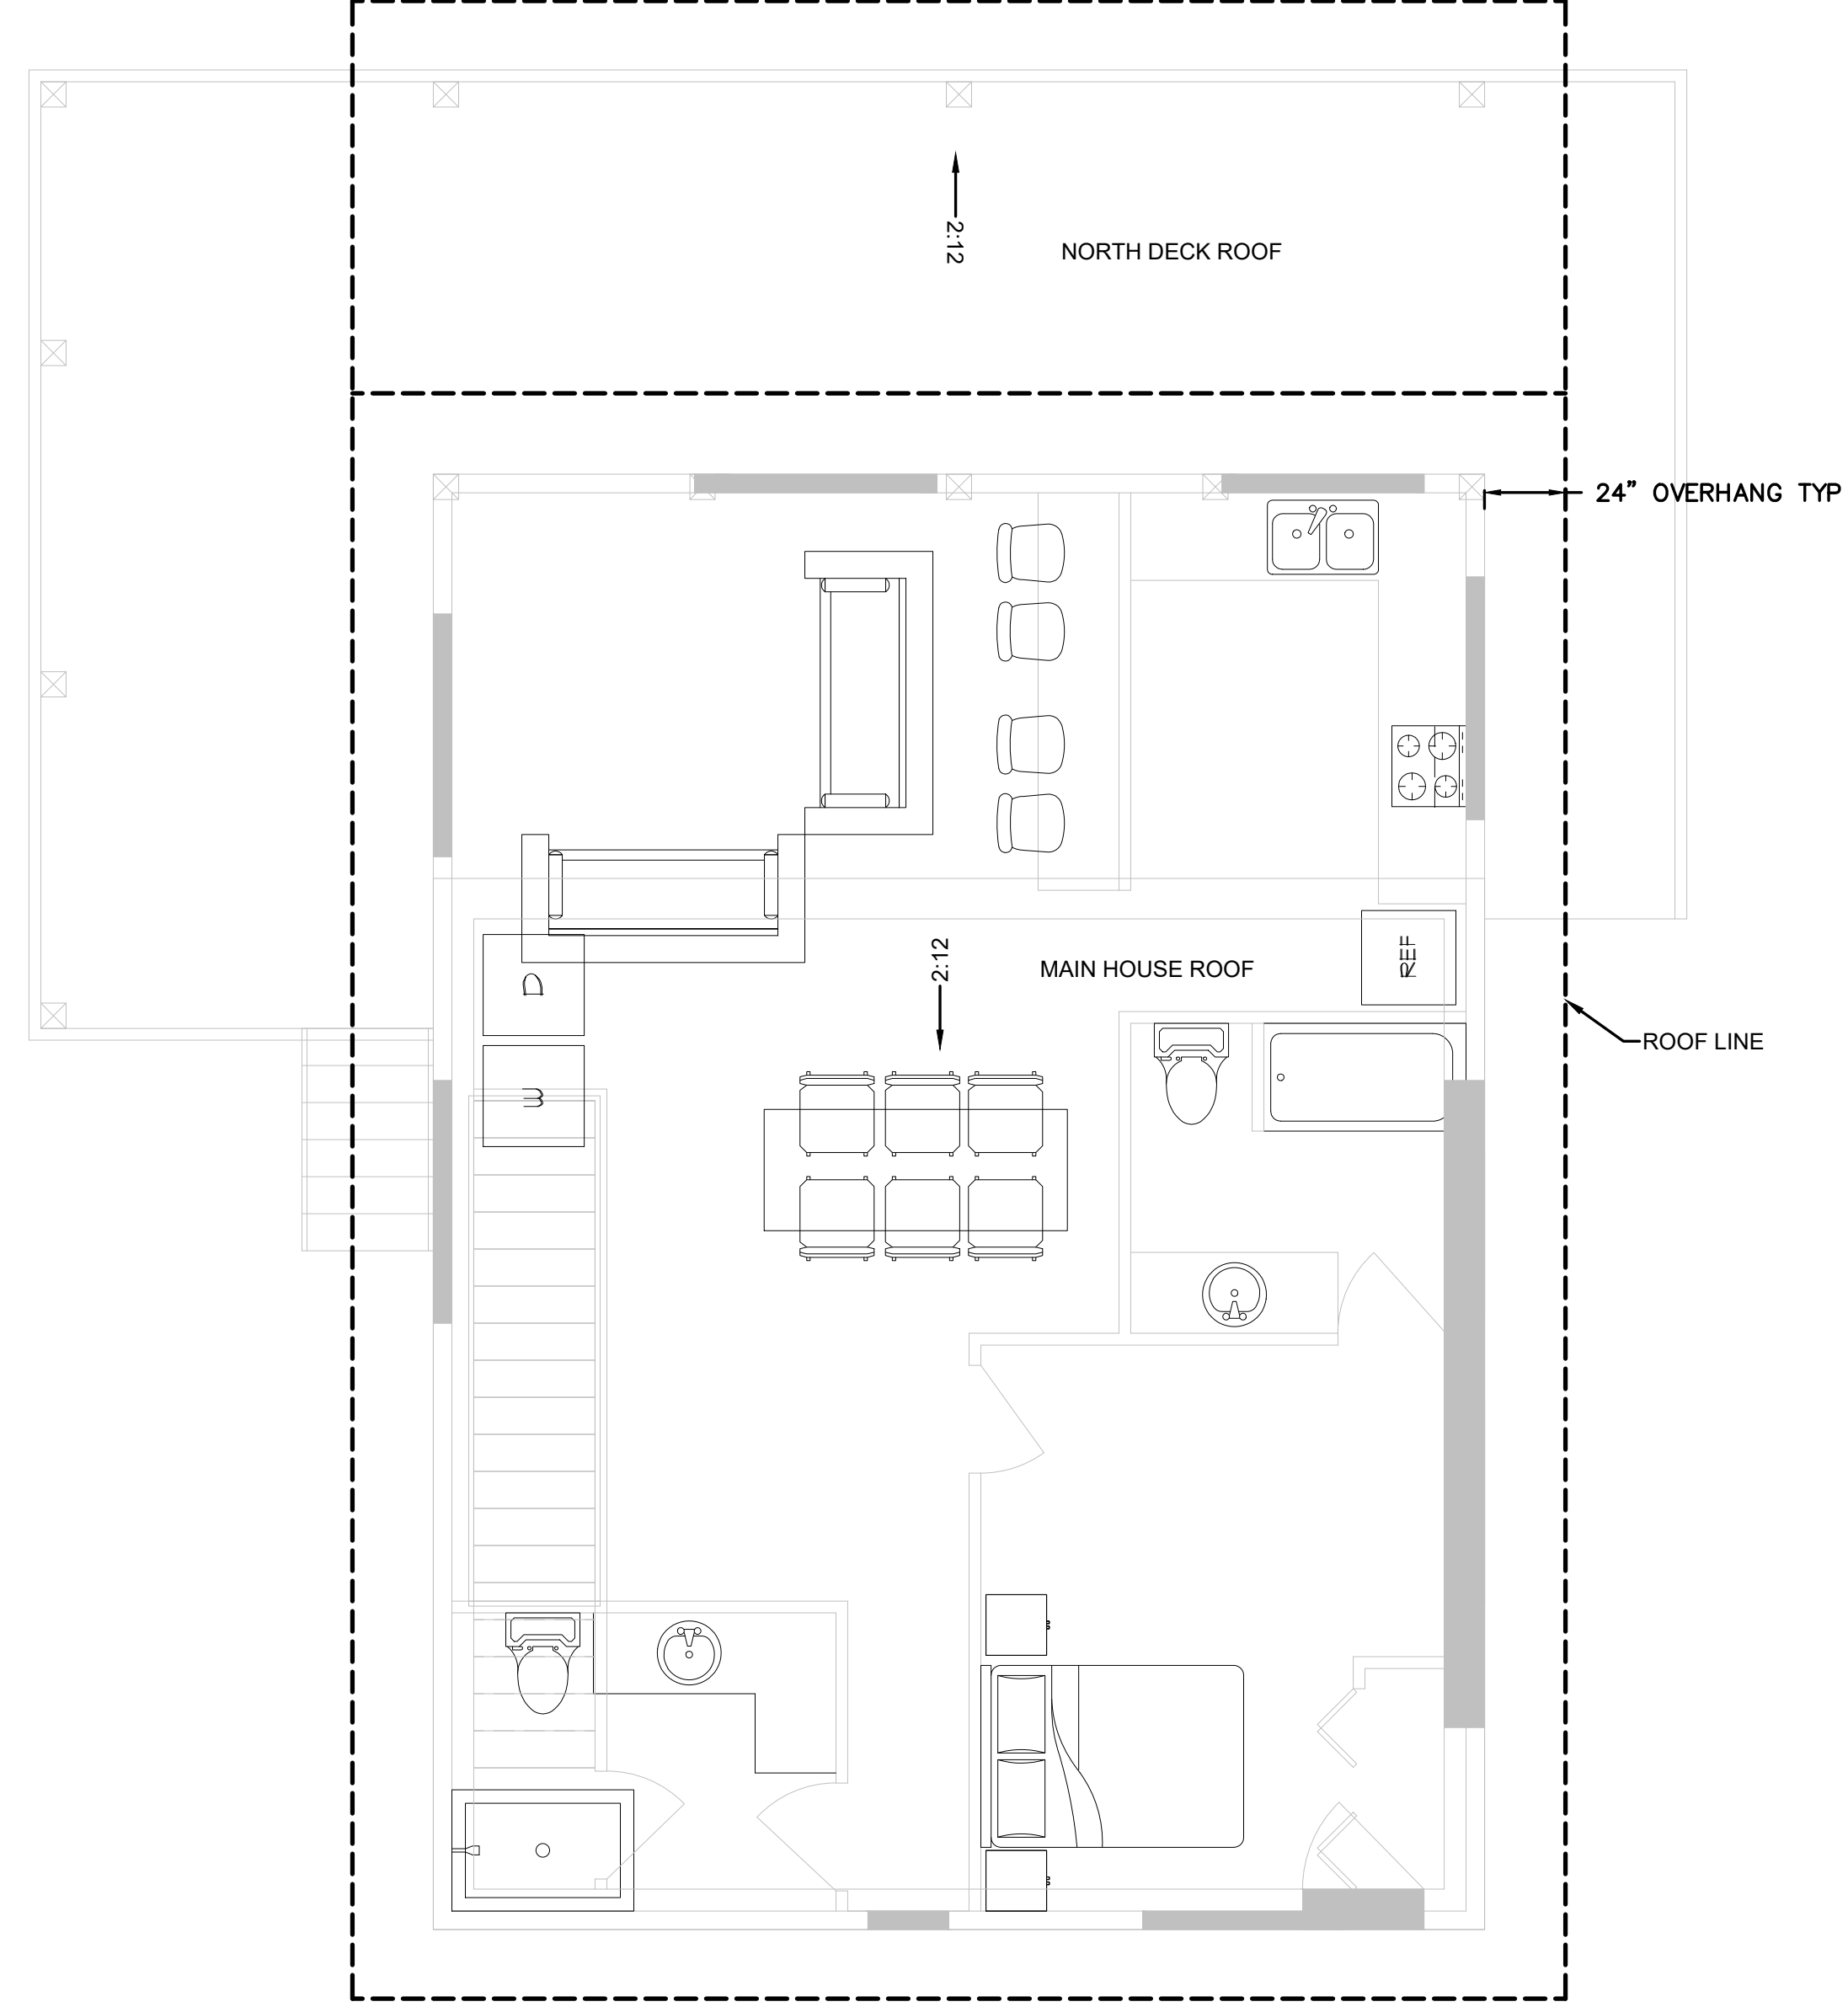 2:12
NORTH DECK ROOF
24” OVERHANG TYP
2:12
MAIN HOUSE ROOF
REF
D
ROOF LINE
W